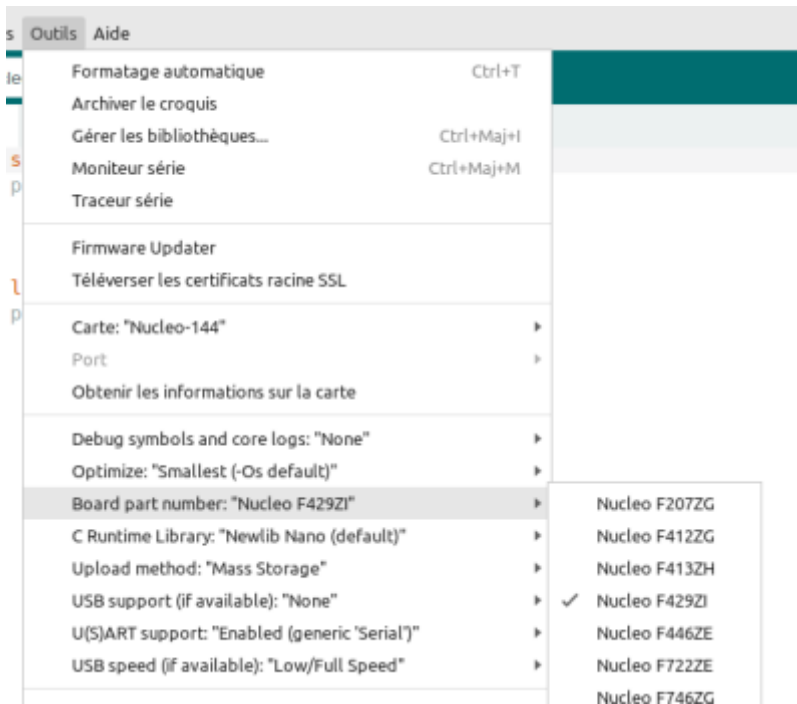 s Outils Aide
de
Formatage automatique Ctrl+T
Archiver le croquis
Gérer les bibliothèques... Ctrl+Maj+I
s
Moniteur série Ctrl+Maj+M
p
Traceur série
Firmware Updater
l
Téléverser les certificats racine SSL
p
Carte: "Nucleo-144"
Port
Obtenir les informations sur la carte
Debug symbols and core logs: "None"
Optimize: "Smallest (-Os default)"
Board part number: "Nucleo F429ZI"
Nucleo F207ZG
C Runtime Library: "Newlib Nano (default)"
Nucleo F412ZG
Upload method: "Mass Storage"
Nucleo F413ZH
USB support (if available): "None"
✓ Nucleo F429ZI
U(S)ART support: "Enabled (generic 'Serial')"
Nucleo F446ZE
USB speed (if available): "Low/Full Speed"
Nucleo F722ZE
Nucleo F746ZG